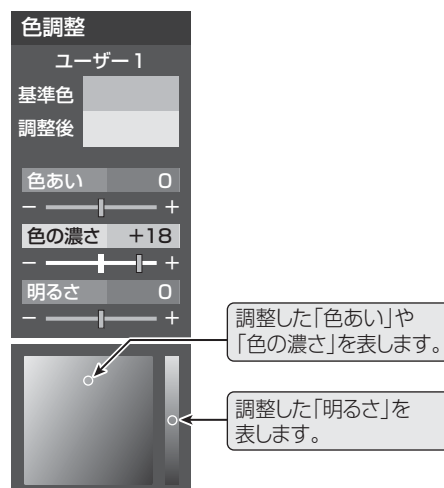 色調整
ユーザー1
基準色
調整後
色あい 0
− +
色の濃さ +18
− +
明るさ 0
− +
調整した「色あい」や
「色の濃さ」を表します。
調整した「明るさ」を
表します。